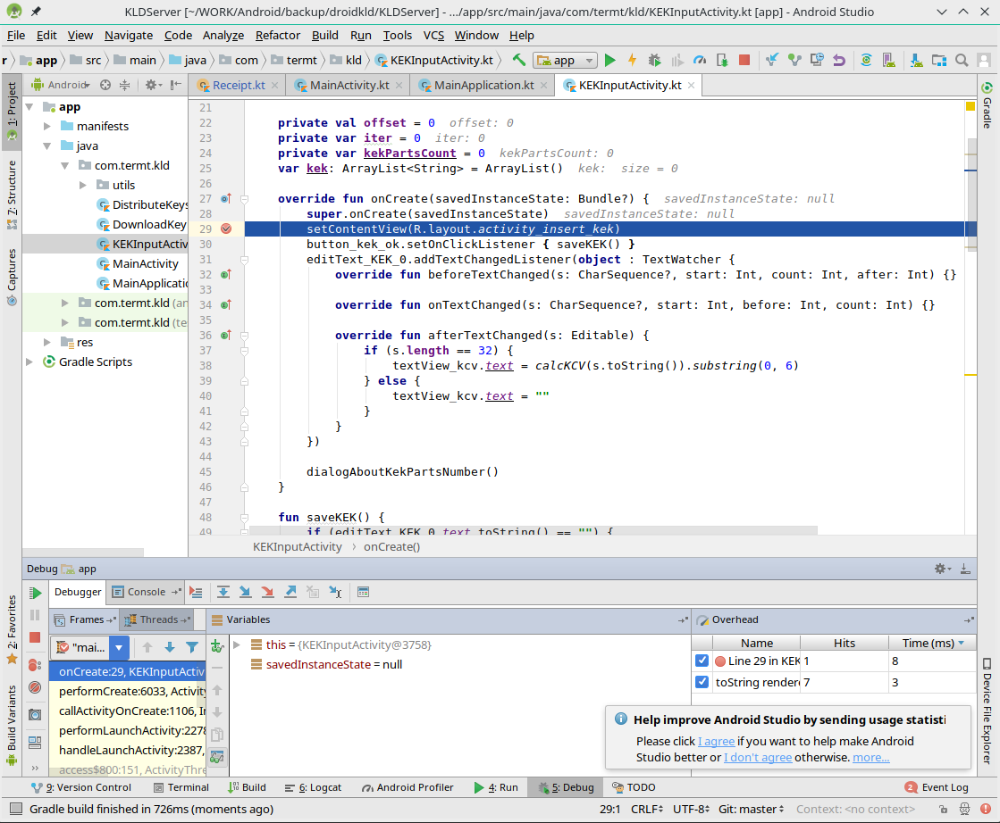 KLDServer [~/WORK/Android/backup/droidkld/KLDServer] - .../app/src/main/java/com/termt/kld/KEKInputActivity.kt [app] - Android Studio
File Edit View Navigate Code Analyze Refactor Build Run Tools VCS Window Help
r app src main java com termt kld KEKInputActivity.kt app
Android Receipt.kt MainActivity.kt MainApplication.kt KEKInputActivity.kt
1: Project
7: Structure
Captures
2: Favorites
Build Variants
app
manifests
java
com.termt.kld
utils
DistributeKeys
DownloadKey
KEKInputActiv
MainActivity
MainApplicatio
com.termt.kld (an
com.termt.kld (te
res
Gradle Scripts
21
22 private val offset = 0 offset: 0
23 private var iter = 0 iter: 0
24 private var kekPartsCount = 0 kekPartsCount: 0
25 var kek: ArrayList<String> = ArrayList() kek: size = 0
26
27 override fun onCreate(savedInstanceState: Bundle?) { savedInstanceState: null
28 super.onCreate(savedInstanceState) savedInstanceState: null
29 setContentView(R.layout.activity_insert_kek)
30 button_kek_ok.setOnClickListener { saveKEK() }
31 editText_KEK_0.addTextChangedListener(object : TextWatcher {
32 override fun beforeTextChanged(s: CharSequence?, start: Int, count: Int, after: Int) {}
33
34 override fun onTextChanged(s: CharSequence?, start: Int, before: Int, count: Int) {}
35
36 override fun afterTextChanged(s: Editable) {
37 if (s.length == 32) {
38 textView_kcv.text = calcKCV(s.toString()).substring(0, 6)
39 } else {
40 textView_kcv.text = ""
41 }
42 }
43 })
44
45 dialogAboutKekPartsNumber()
46 }
47
48 fun saveKEK() {
49 if (editText_KEK_0.text.toString() == "") {
KEKInputActivity onCreate()
Gradle
Device File Explorer
Debug app
Debugger Console
Frames Threads Variables Overhead
"mai...
onCreate:29, KEKInputActiv
performCreate:6033, Activity
callActivityOnCreate:1106, In
performLaunchActivity:2278
handleLaunchActivity:2387,
access$800:151, ActivityThre
this = {KEKInputActivity@3758}
savedInstanceState = null
Name Hits Time (ms)
Line 29 in KEK 1 8
toString render 7 3
Help improve Android Studio by sending usage statisti
Please click I agree if you want to help make Android
Studio better or I don't agree otherwise. more...
9: Version Control Terminal Build 6: Logcat Android Profiler 4: Run 5: Debug TODO 2 Event Log
Gradle build finished in 726ms (moments ago) 29:1 CRLF UTF-8 Git: master Context: <no context>